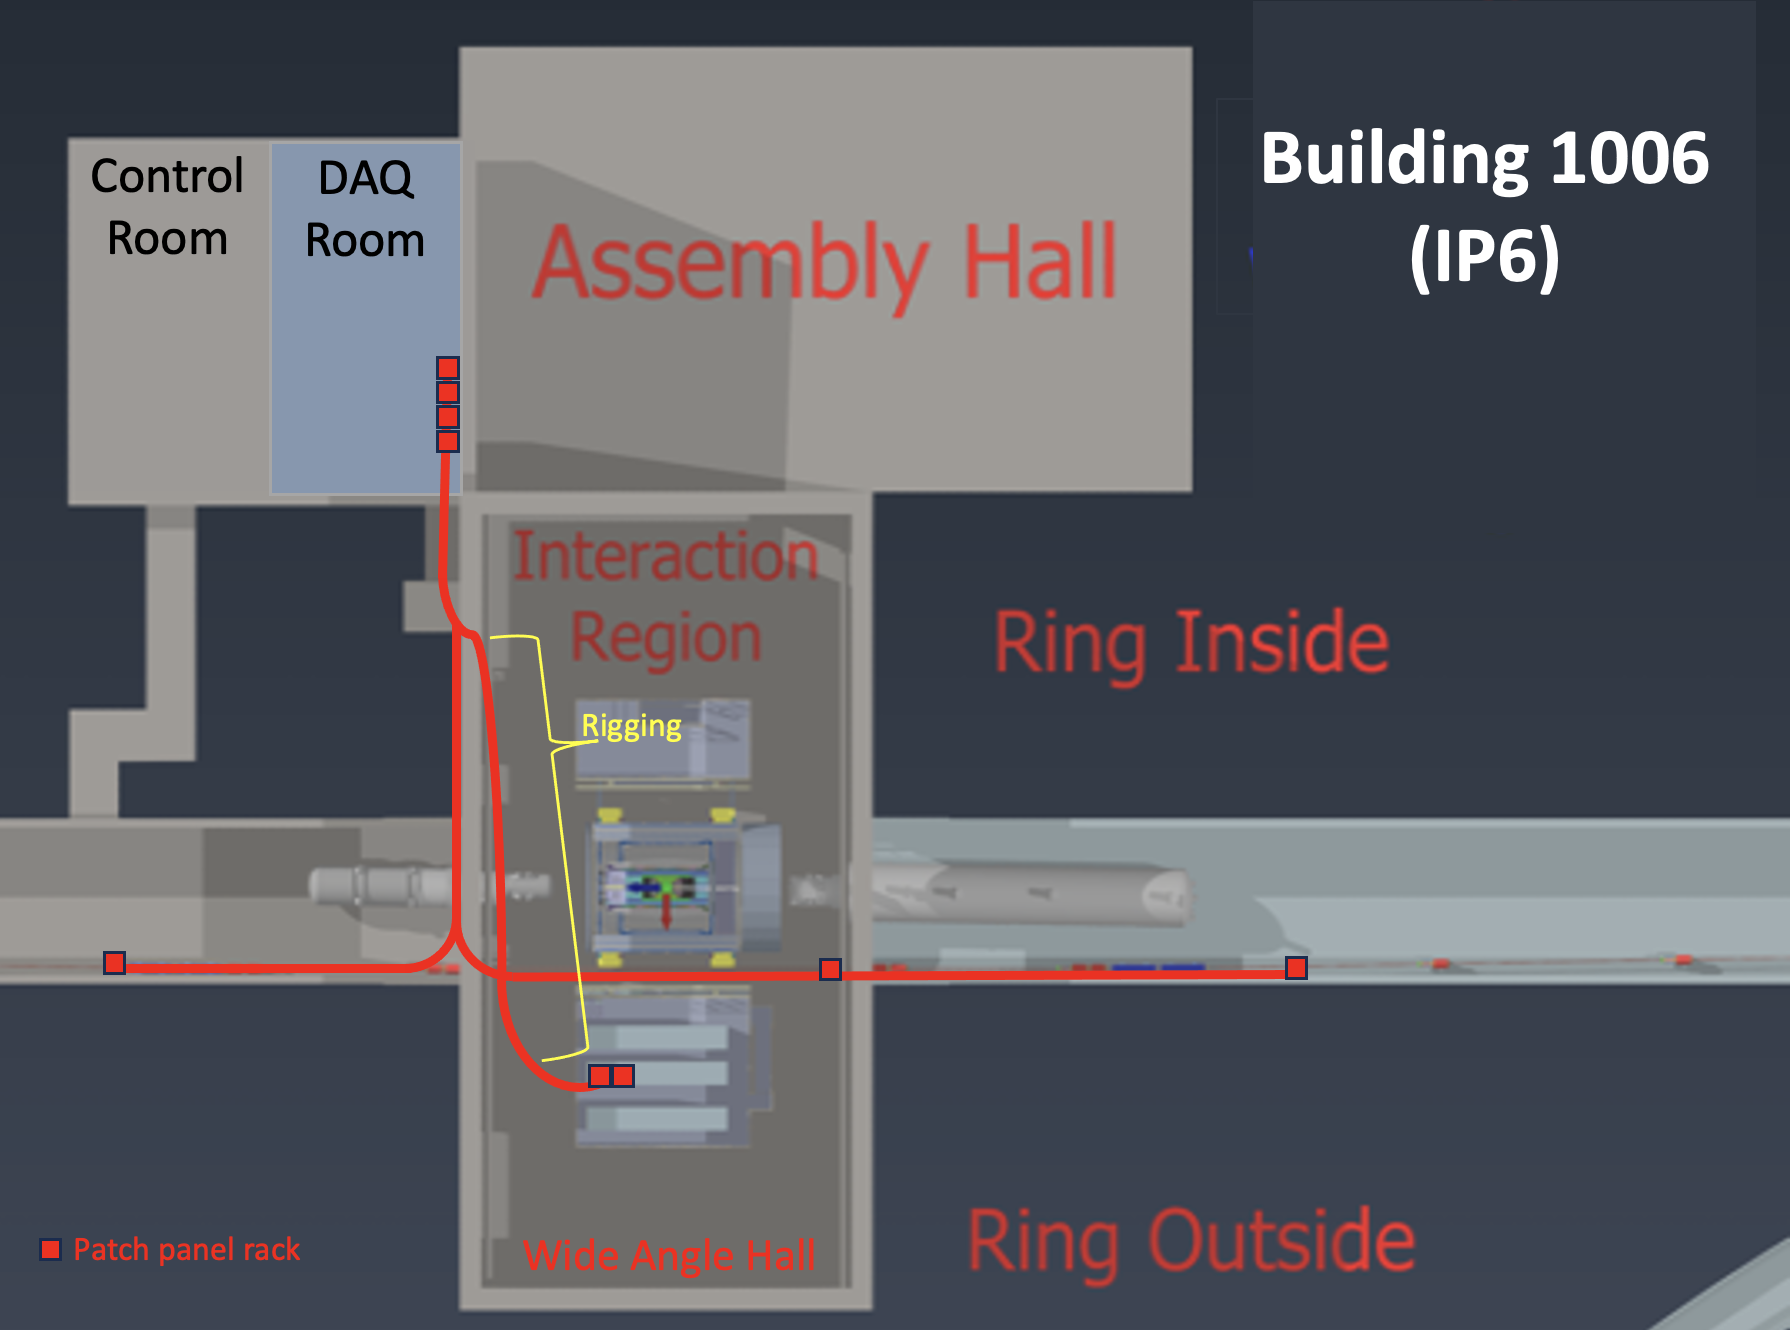 Control
Room
DAQ
Room
Assembly Hall
Building 1006
(IP6)
Interaction
Region
Ring Inside
Rigging
Ring Outside
Wide Angle Hall
Patch panel rack